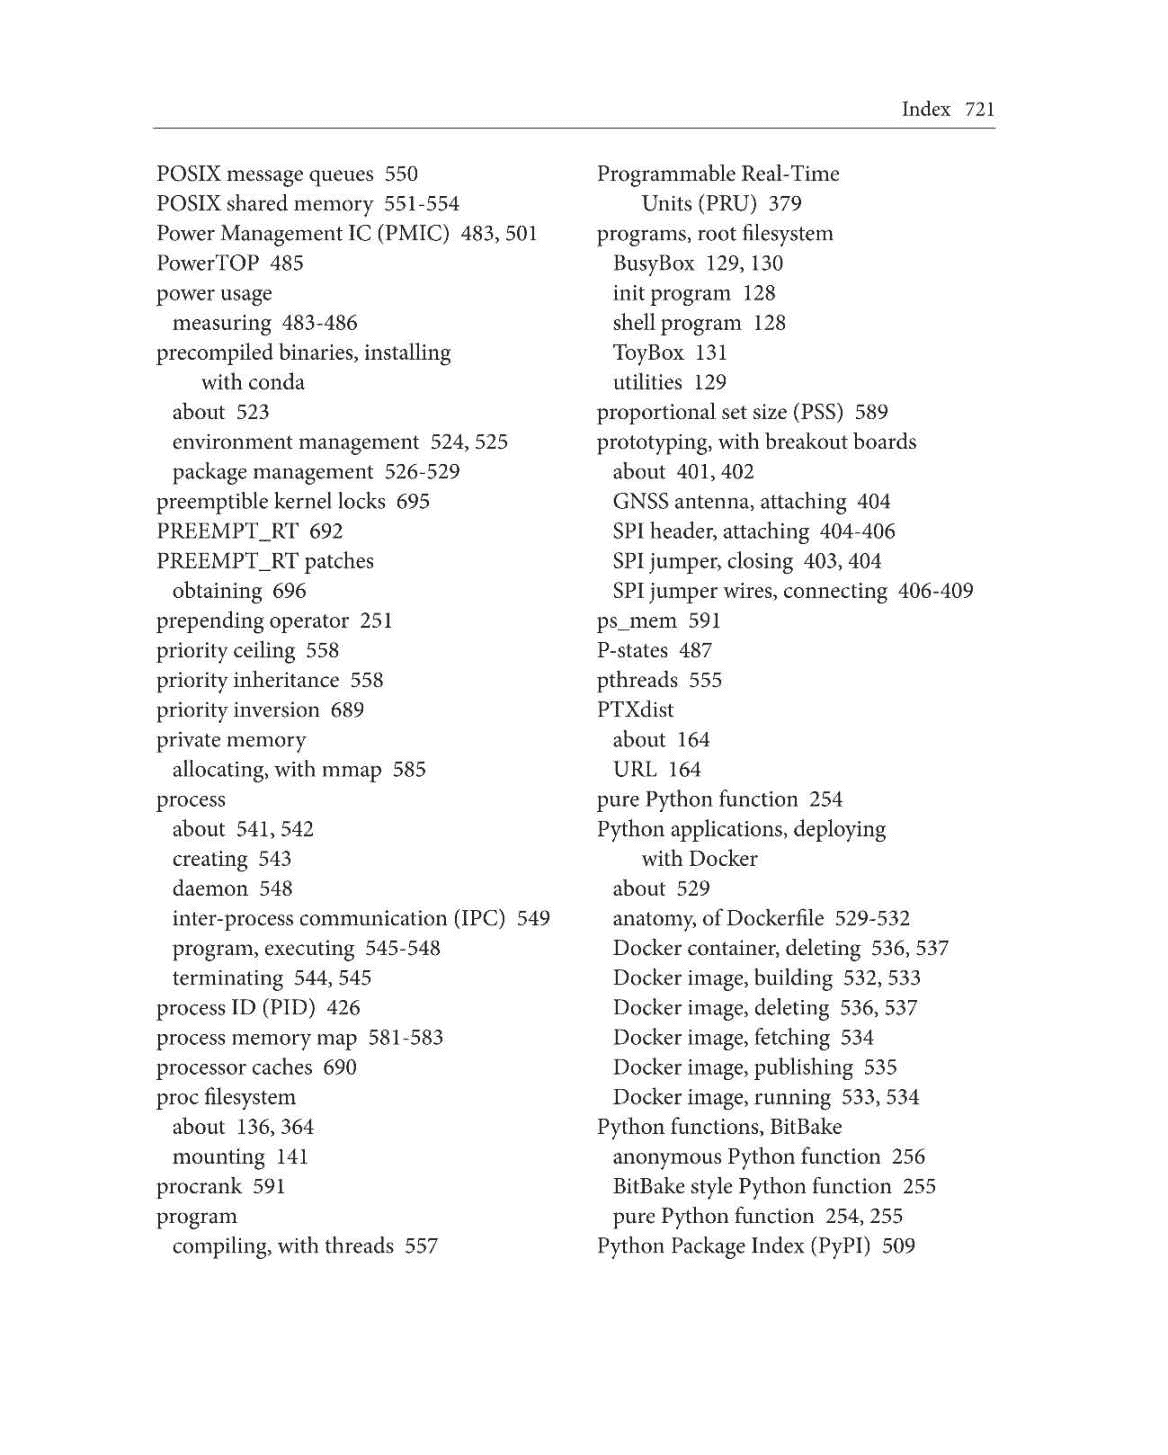 Index 721
POSIX message queues 550
POSIX shared memory 551-554
Power Management IC (PMIC) 483, 501
PowerTOP 485
power usage
measuring 483-486
precompiled binaries, installing
with conda
about 523
environment management 524, 525
package management 526-529
preemptible kernel locks 695
PREEMPT_RT 692
PREEMPT_RT patches
obtaining 696
prepending operator 251
priority ceiling 558
priority inheritance 558
priority inversion 689
private memory
allocating, with mmap 585
process
about 541, 542
creating 543
daemon 548
inter-process communication (IPC) 549
program, executing 545-548
terminating 544, 545
process ID (PID) 426
process memory map 581-583
processor caches 690
proc filesystem
about 136, 364
mounting 141
procrank 591
program
compiling, with threads 557
Programmable Real-Time
Units (PRU) 379
programs, root filesystem
BusyBox 129, 130
init program 128
shell program 128
ToyBox 131
utilities 129
proportional set size (PSS) 589
prototyping, with breakout boards
about 401, 402
GNSS antenna, attaching 404
SPI header, attaching 404-406
SPI jumper, closing 403, 404
SPI jumper wires, connecting 406-409
ps_mem 591
P-states 487
pthreads 555
PTXdist
about 164
URL 164
pure Python function 254
Python applications, deploying
with Docker
about 529
anatomy, of Dockerfile 529-532
Docker container, deleting 536, 537
Docker image, building 532, 533
Docker image, deleting 536, 537
Docker image, fetching 534
Docker image, publishing 535
Docker image, running 533, 534
Python functions, BitBake
anonymous Python function 256
BitBake style Python function 255
pure Python function 254, 255
Python Package Index (PyPI) 509